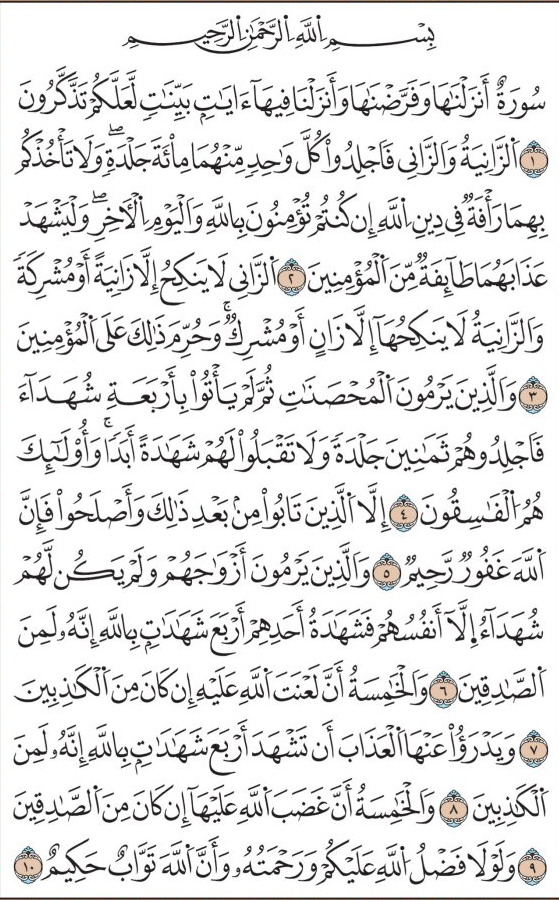 بِسْمِ ٱللَّهِ ٱلرَّحْمَٰنِ ٱلرَّحِيمِ
سُورَةٌ أَنزَلْنَٰهَا وَفَرَضْنَٰهَا وَأَنزَلْنَا فِيهَآ ءَايَٰتٍۭ بَيِّنَٰتٍ لَّعَلَّكُمْ تَذَكَّرُونَ
١ ٱلزَّانِيَةُ وَٱلزَّانِى فَٱجْلِدُوا۟ كُلَّ وَٰحِدٍ مِّنْهُمَا مِا۟ئَةَ جَلْدَةٍ ۖ وَلَا تَأْخُذْكُم
بِهِمَا رَأْفَةٌ فِى دِينِ ٱللَّهِ إِن كُنتُمْ تُؤْمِنُونَ بِٱللَّهِ وَٱلْيَوْمِ ٱلْءَاخِرِ ۖ وَلْيَشْهَدْ
عَذَابَهُمَا طَآئِفَةٌ مِّنَ ٱلْمُؤْمِنِينَ ٢ ٱلزَّانِى لَا يَنكِحُ إِلَّا زَانِيَةً أَوْ مُشْرِكَةً
وَٱلزَّانِيَةُ لَا يَنكِحُهَآ إِلَّا زَانٍ أَوْ مُشْرِكٌ ۚ وَحُرِّمَ ذَٰلِكَ عَلَى ٱلْمُؤْمِنِينَ
٣ وَٱلَّذِينَ يَرْمُونَ ٱلْمُحْصَنَٰتِ ثُمَّ لَمْ يَأْتُوا۟ بِأَرْبَعَةِ شُهَدَآءَ
فَٱجْلِدُوهُمْ ثَمَٰنِينَ جَلْدَةً وَلَا تَقْبَلُوا۟ لَهُمْ شَهَٰدَةً أَبَدًا ۚ وَأُو۟لَٰٓئِكَ
هُمُ ٱلْفَٰسِقُونَ ٤ إِلَّا ٱلَّذِينَ تَابُوا۟ مِنۢ بَعْدِ ذَٰلِكَ وَأَصْلَحُوا۟ فَإِنَّ
ٱللَّهَ غَفُورٌ رَّحِيمٌ ٥ وَٱلَّذِينَ يَرْمُونَ أَزْوَٰجَهُمْ وَلَمْ يَكُن لَّهُمْ
شُهَدَآءُ إِلَّآ أَنفُسُهُمْ فَشَهَٰدَةُ أَحَدِهِمْ أَرْبَعُ شَهَٰدَٰتٍۭ بِٱللَّهِ إِنَّهُۥ لَمِنَ
ٱلصَّٰدِقِينَ ٦ وَٱلْخَٰمِسَةُ أَنَّ لَعْنَتَ ٱللَّهِ عَلَيْهِ إِن كَانَ مِنَ ٱلْكَٰذِبِينَ
٧ وَيَدْرَؤُا۟ عَنْهَا ٱلْعَذَابَ أَن تَشْهَدَ أَرْبَعَ شَهَٰدَٰتٍۭ بِٱللَّهِ إِنَّهُۥ لَمِنَ
ٱلْكَٰذِبِينَ ٨ وَٱلْخَٰمِسَةَ أَنَّ غَضَبَ ٱللَّهِ عَلَيْهَآ إِن كَانَ مِنَ ٱلصَّٰدِقِينَ
٩ وَلَوْلَا فَضْلُ ٱللَّهِ عَلَيْكُمْ وَرَحْمَتُهُۥ وَأَنَّ ٱللَّهَ تَوَّابٌ حَكِيمٌ ١٠